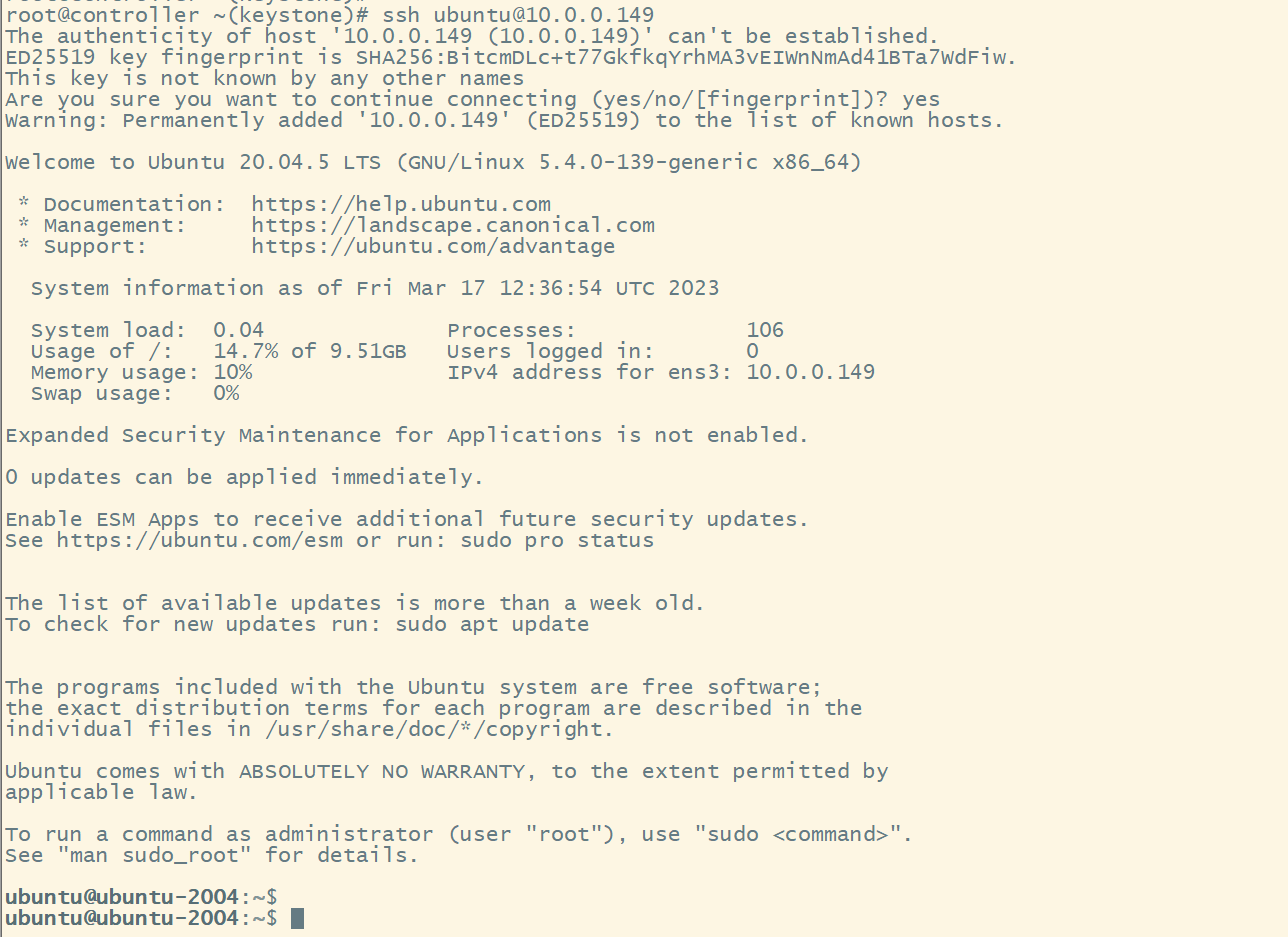 root@controller ~(keystone)#
root@controller ~(keystone)# ssh ubuntu@10.0.0.149
The authenticity of host '10.0.0.149 (10.0.0.149)' can't be established.
ED25519 key fingerprint is SHA256:BitcmDLc+t77GkfkqYrhMA3vEIWnNmAd41BTa7WdFiw.
This key is not known by any other names
Are you sure you want to continue connecting (yes/no/[fingerprint])? yes
Warning: Permanently added '10.0.0.149' (ED25519) to the list of known hosts.
Welcome to Ubuntu 20.04.5 LTS (GNU/Linux 5.4.0-139-generic x86_64)
* Documentation:  https://help.ubuntu.com
* Management:     https://landscape.canonical.com
* Support:        https://ubuntu.com/advantage
System information as of Fri Mar 17 12:36:54 UTC 2023
System load:  0.04              Processes:             106
Usage of /:   14.7% of 9.51GB   Users logged in:       0
Memory usage: 10%               IPv4 address for ens3: 10.0.0.149
Swap usage:   0%
Expanded Security Maintenance for Applications is not enabled.
0 updates can be applied immediately.
Enable ESM Apps to receive additional future security updates.
See https://ubuntu.com/esm or run: sudo pro status
The list of available updates is more than a week old.
To check for new updates run: sudo apt update
The programs included with the Ubuntu system are free software;
the exact distribution terms for each program are described in the
individual files in /usr/share/doc/*/copyright.
Ubuntu comes with ABSOLUTELY NO WARRANTY, to the extent permitted by
applicable law.
To run a command as administrator (user "root"), use "sudo <command>".
See "man sudo_root" for details.
ubuntu@ubuntu-2004:~$
ubuntu@ubuntu-2004:~$